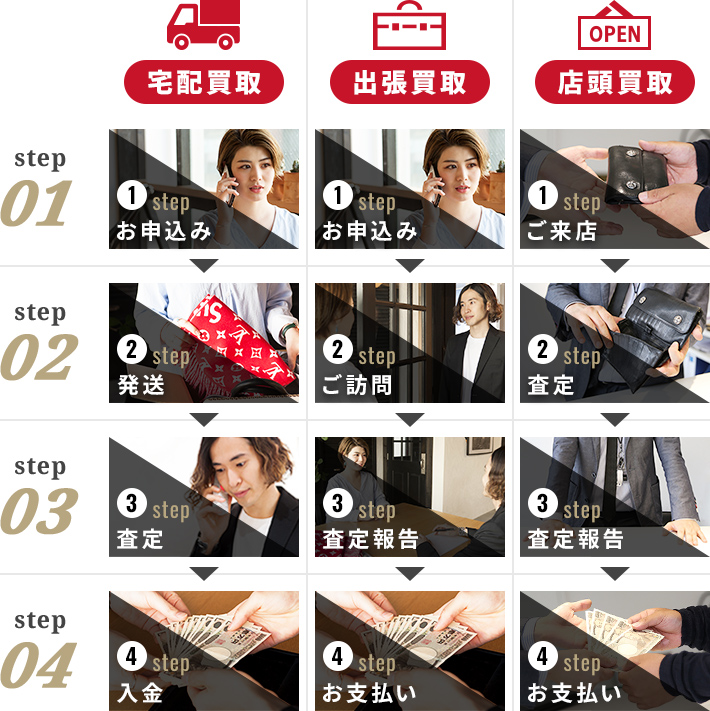 OPEN
宅配買取
出張買取
店頭買取
step
01
1 step
お申込み
1 step
お申込み
1 step
ご来店
step
02
2 step
発送
2 step
ご訪問
2 step
査定
step
03
3 step
査定
3 step
査定報告
3 step
査定報告
step
04
4 step
入金
4 step
お支払い
4 step
お支払い